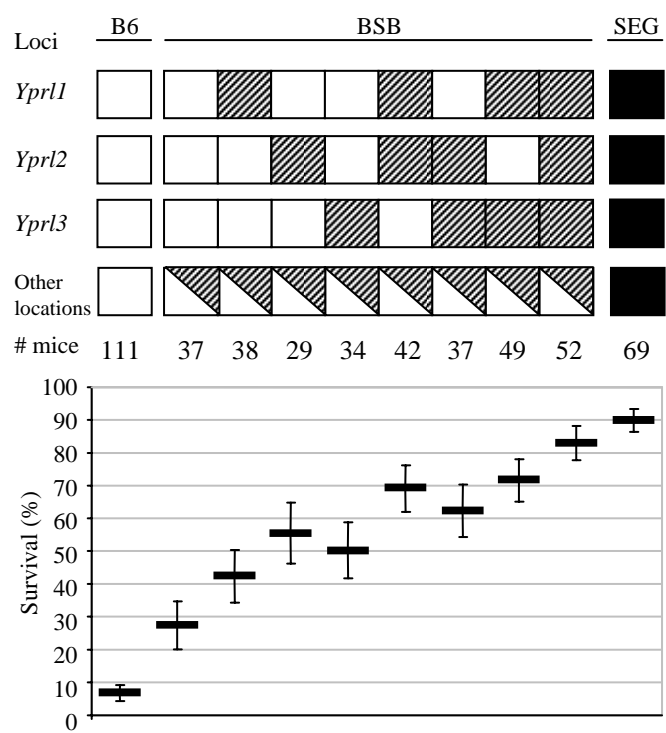 Loci B6 BSB SEG
Yprl1
Yprl2
Yprl3
Other
locations
# mice 111 37 38 29 34 42 37 49 52 69
Survival (%)
100
90
80
70
60
50
40
30
20
10
0